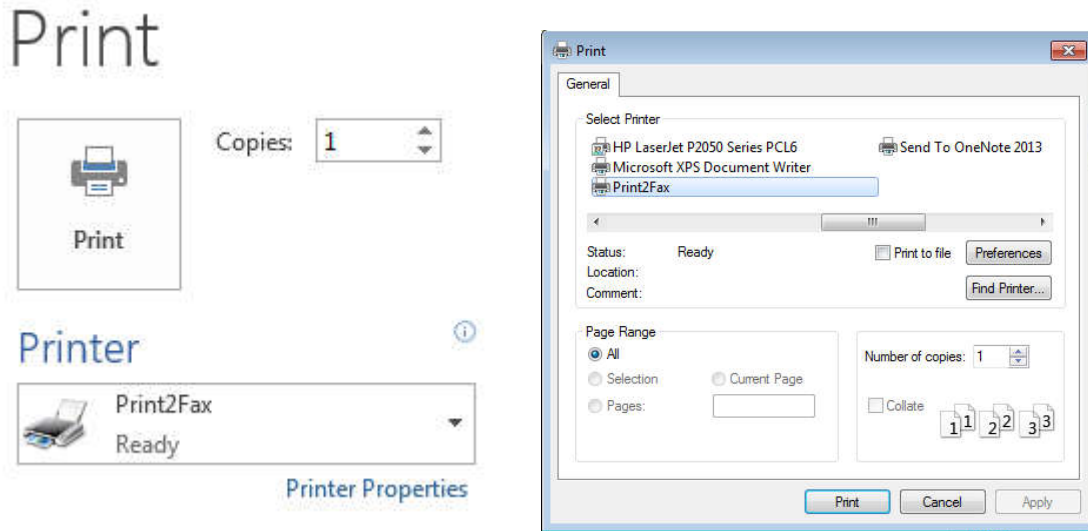 Print
Copies: 1
Print
Printer
Print2Fax
Ready
Printer Properties
Print
General
Select Printer
HP LaserJet P2050 Series PCL6
Send To OneNote 2013
Microsoft XPS Document Writer
Print2Fax
Status: Ready
Print to file
Preferences
Location:
Comment:
Find Printer...
Page Range
All
Selection
Current Page
Pages:
Number of copies: 1
Collate
1 1 2 2 3 3
Print
Cancel
Apply